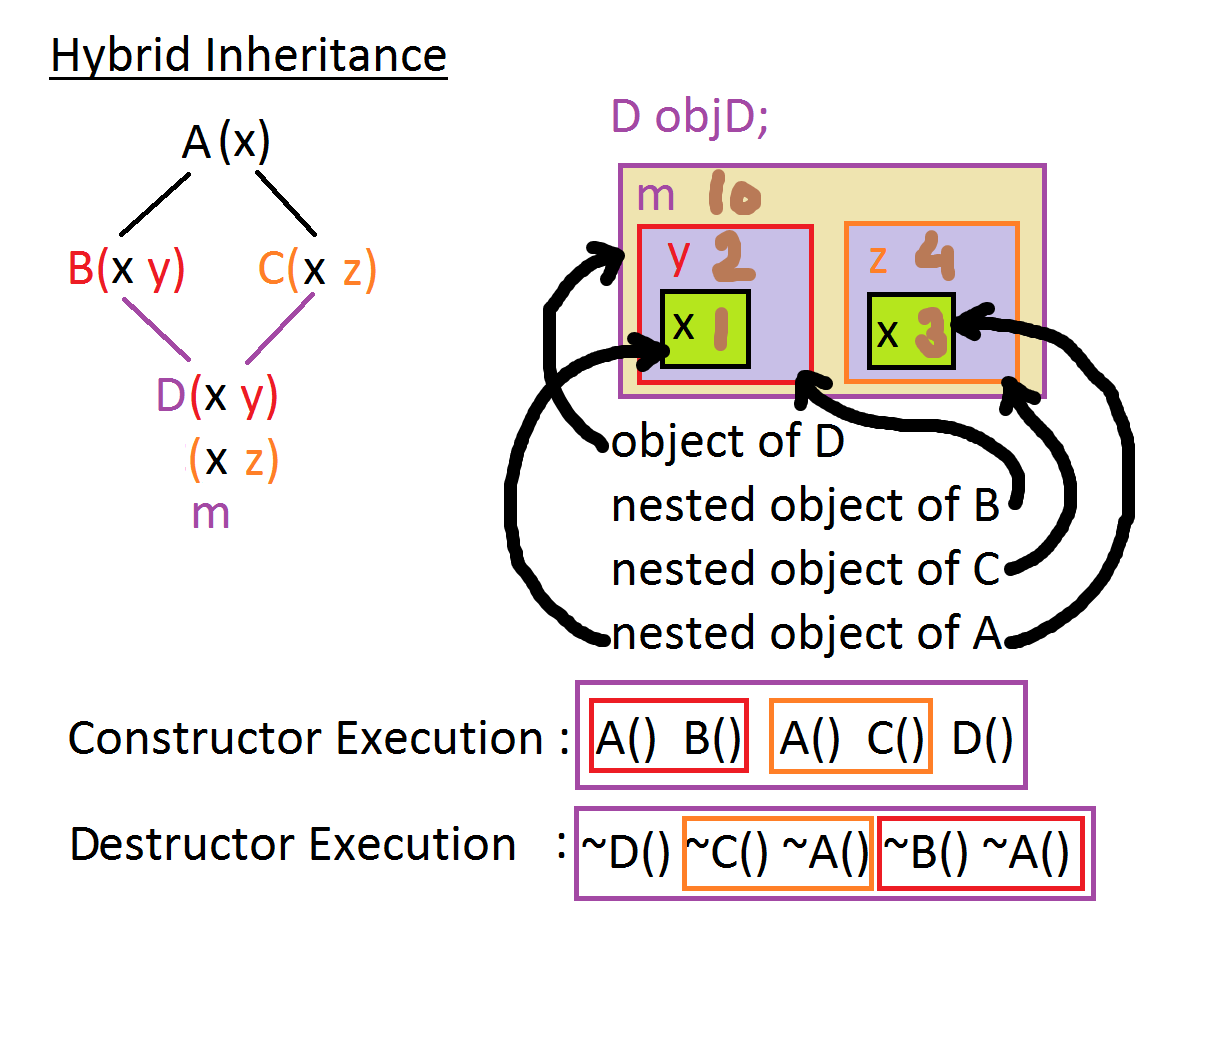 Hybrid Inheritance
A (x)
B(x y) C(x z)
D(x y)
(x z)
m
D objD;
m 10
y 2 z 4
x 1 x 3
object of D
nested object of B
nested object of C
nested object of A
Constructor Execution : A() B() A() C() D()
Destructor Execution : ~D() ~C() ~A() ~B() ~A()